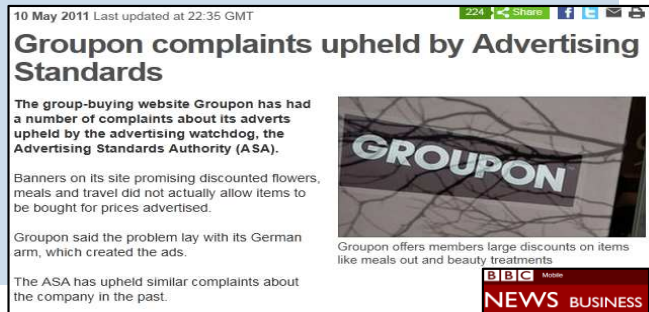 10 May 2011 Last updated at 22:35 GMT
224 Share
Groupon complaints upheld by Advertising
Standards
The group-buying website Groupon has had
a number of complaints about its adverts
upheld by the advertising watchdog, the
Advertising Standards Authority (ASA).
Banners on its site promising discounted flowers,
meals and travel did not actually allow items to
be bought for prices advertised.
Groupon said the problem lay with its German
arm, which created the ads.
The ASA has upheld similar complaints about
the company in the past.
GROUPON
Groupon offers members large discounts on items
like meals out and beauty treatments
BBC Mobile
NEWS BUSINESS